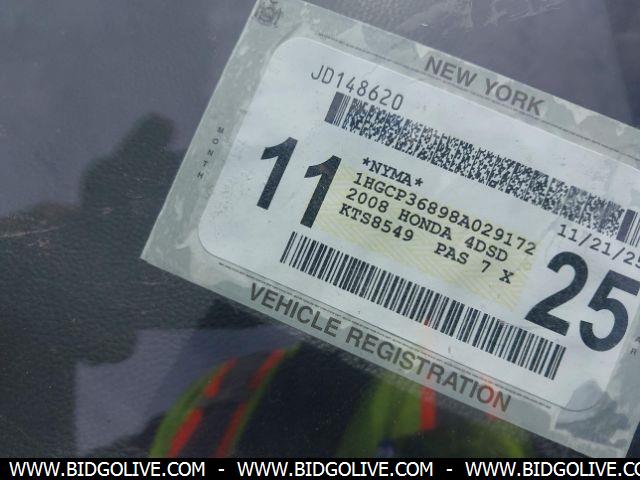 NEW YORK
JD148620
MONTH
11
*NYMA*
1HGCP36898A029172
2008 HONDA 4DSD
KTS8549 PAS 7 X
11/21/25
25
VEHICLE REGISTRATION
WWW.BIDGOLIVE.COM - WWW.BIDGOLIVE.COM - WWW.BIDGOLIVE.COM